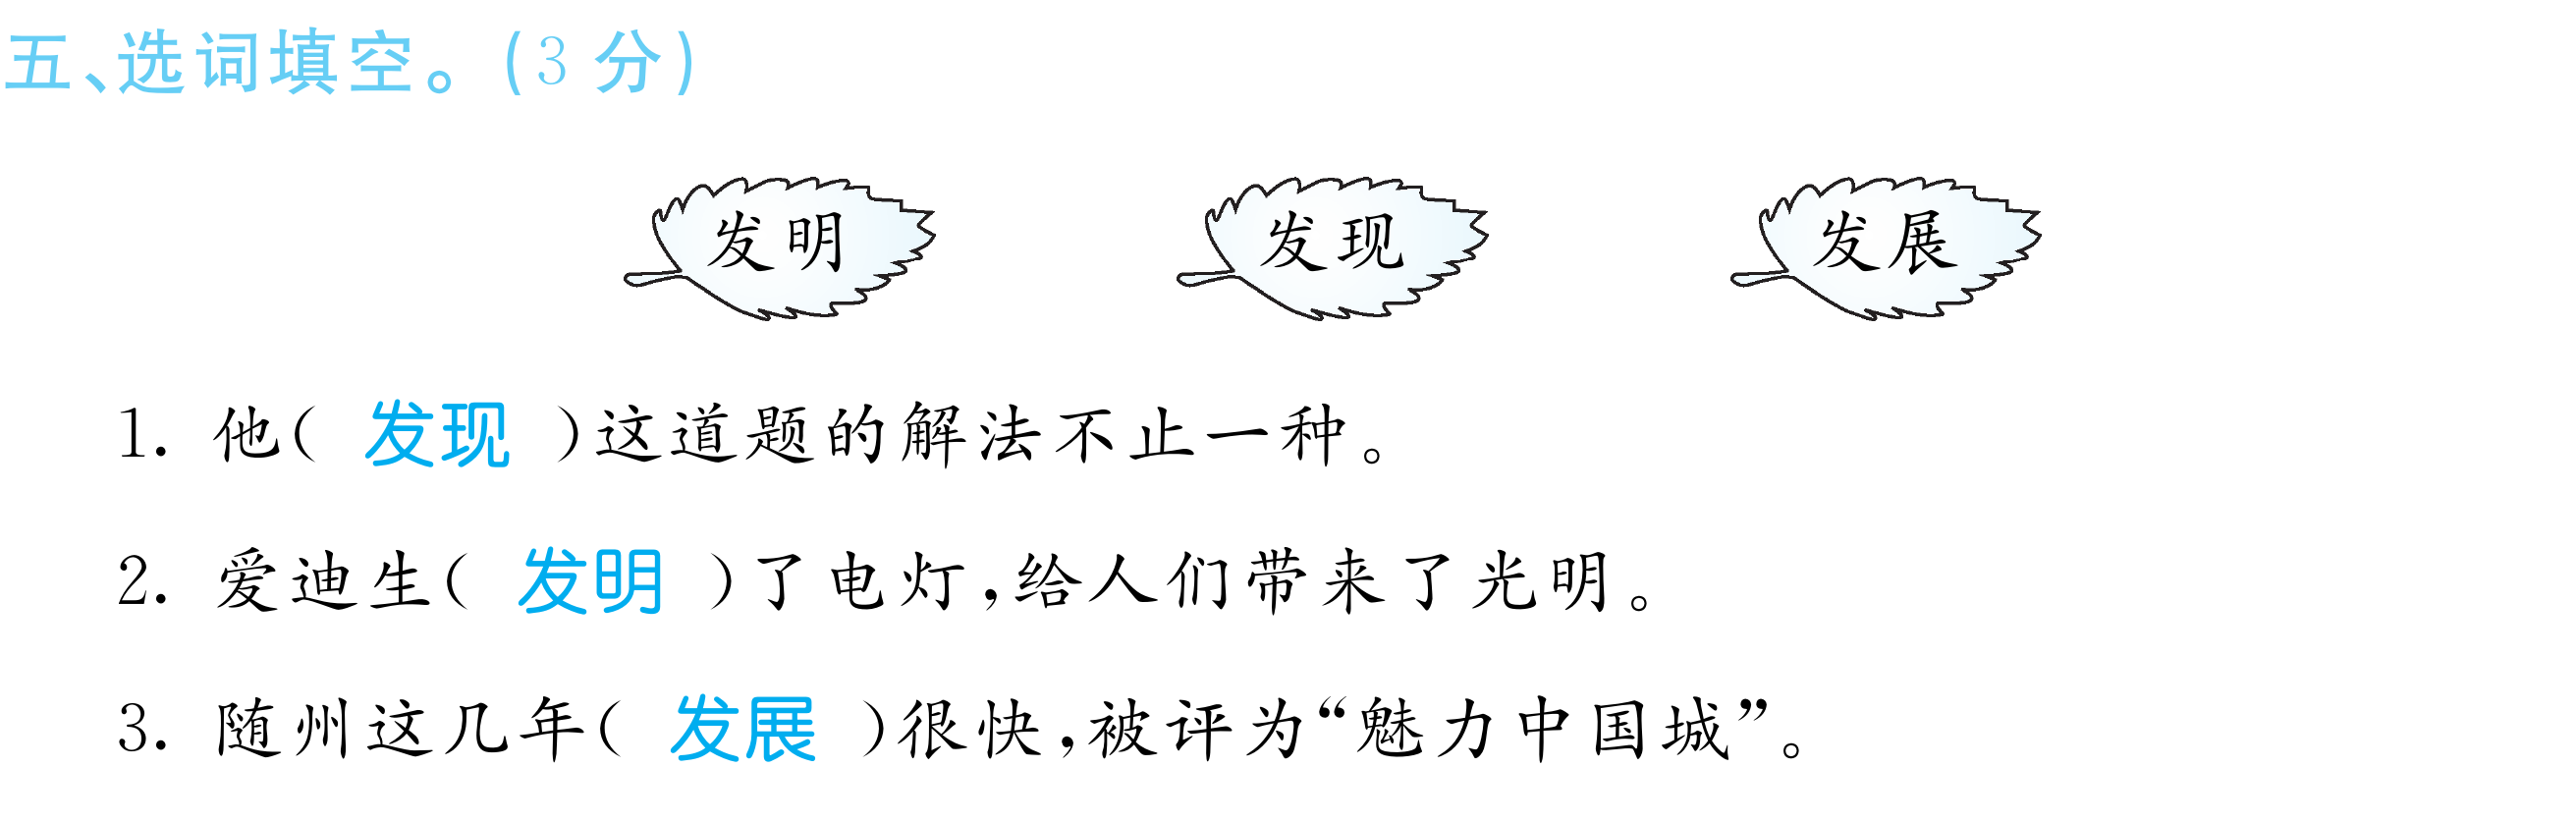 五、选词填空。(3 分)
发明 发现 发展
1. 他( 发现 )这道题的解法不止一种。
2. 爱迪生( 发明 )了电灯,给人们带来了光明。
3. 随州这几年( 发展 )很快,被评为“魅力中国城”。